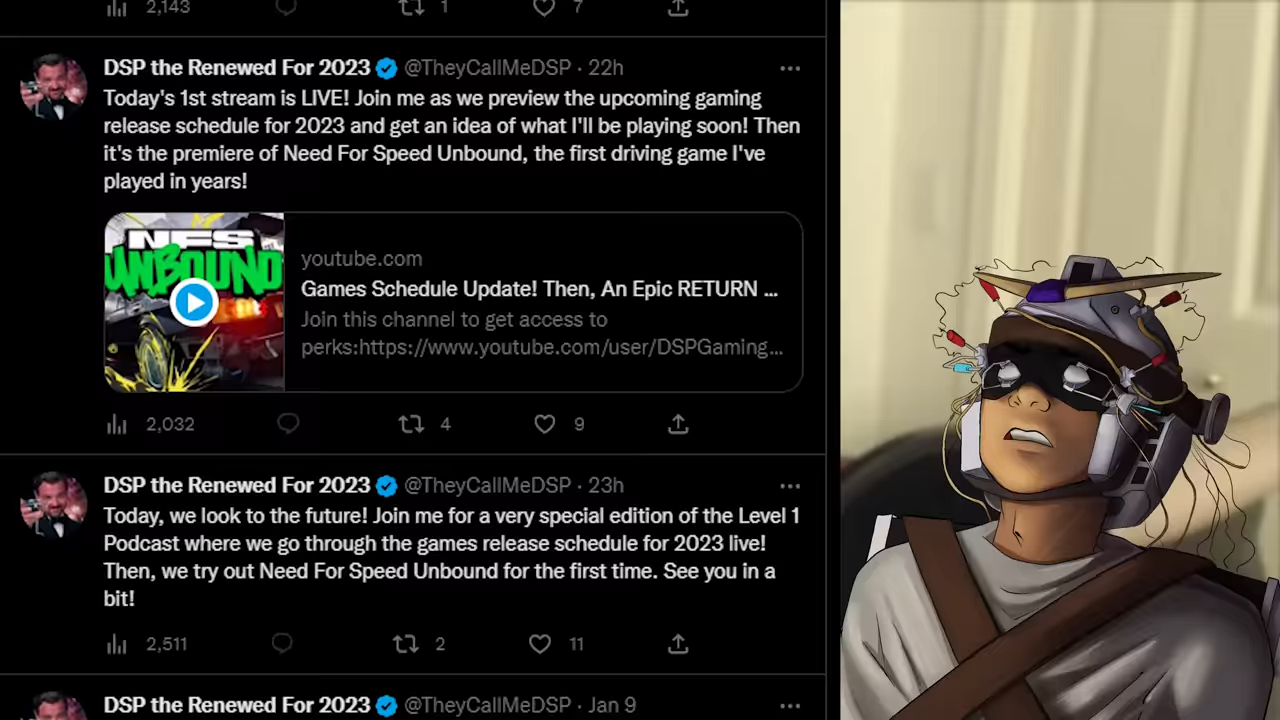 2,143 1 7
DSP the Renewed For 2023 @TheyCallMeDSP · 22h
Today's 1st stream is LIVE! Join me as we preview the upcoming gaming
release schedule for 2023 and get an idea of what I'll be playing soon! Then
it's the premiere of Need For Speed Unbound, the first driving game I've
played in years!
NFS
UNBOUND
youtube.com
Games Schedule Update! Then, An Epic RETURN ...
Join this channel to get access to
perks:https://www.youtube.com/user/DSPGaming...
2,032 4 9
DSP the Renewed For 2023 @TheyCallMeDSP · 23h
Today, we look to the future! Join me for a very special edition of the Level 1
Podcast where we go through the games release schedule for 2023 live!
Then, we try out Need For Speed Unbound for the first time. See you in a
bit!
2,511 2 11
DSP the Renewed For 2023 @TheyCallMeDSP · Jan 9